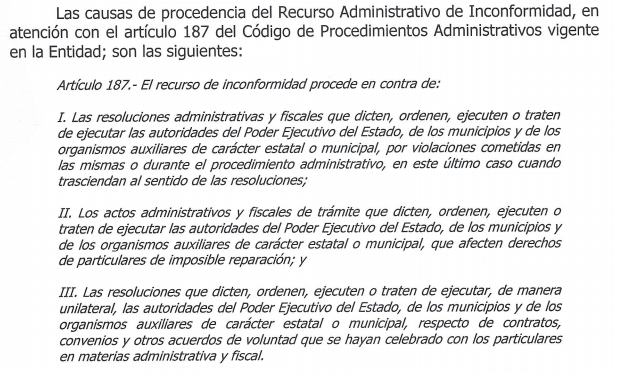 Las causas de procedencia del Recurso Administrativo de Inconformidad, en
atención con el artículo 187 del Código de Procedimientos Administrativos vigente
en la Entidad; son las siguientes:
Artículo 187.- El recurso de inconformidad procede en contra de:
I. Las resoluciones administrativas y fiscales que dicten, ordenen, ejecuten o traten
de ejecutar las autoridades del Poder Ejecutivo del Estado, de los municipios y de los
organismos auxiliares de carácter estatal o municipal, por violaciones cometidas en
las mismas o durante el procedimiento administrativo, en este último caso cuando
trasciendan al sentido de las resoluciones;
II. Los actos administrativos y fiscales de trámite que dicten, ordenen, ejecuten o
traten de ejecutar las autoridades del Poder Ejecutivo del Estado, de los municipios y
de los organismos auxiliares de carácter estatal o municipal, que afecten derechos
de particulares de imposible reparación; y
III. Las resoluciones que dicten, ordenen, ejecuten o traten de ejecutar, de manera
unilateral, las autoridades del Poder Ejecutivo del Estado, de los municipios y de los
organismos auxiliares de carácter estatal o municipal, respecto de contratos,
convenios y otros acuerdos de voluntad que se hayan celebrado con los particulares
en materias administrativa y fiscal.